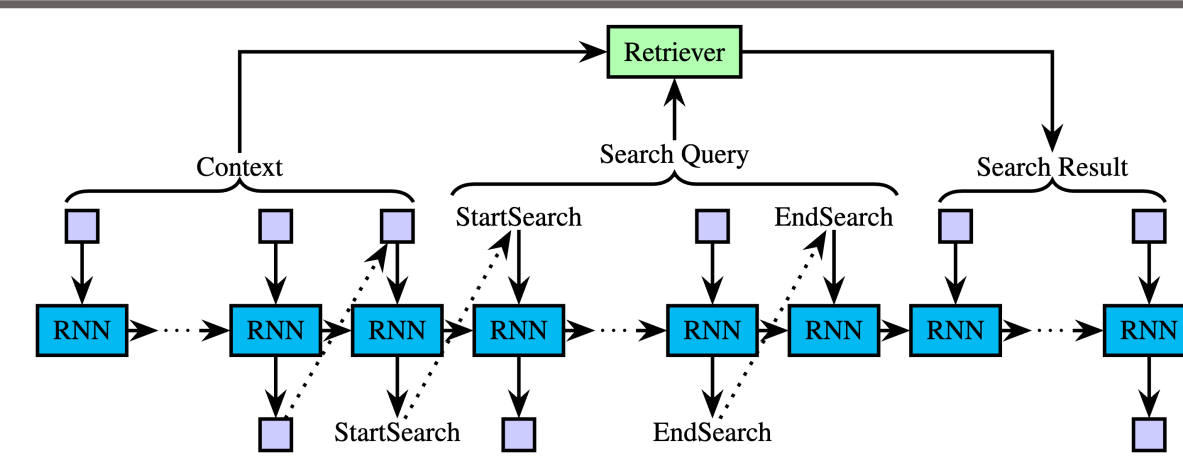 Retriever
Context
Search Query
Search Result
StartSearch
EndSearch
RNN ··· RNN RNN RNN ··· RNN RNN RNN ··· RNN
StartSearch
EndSearch